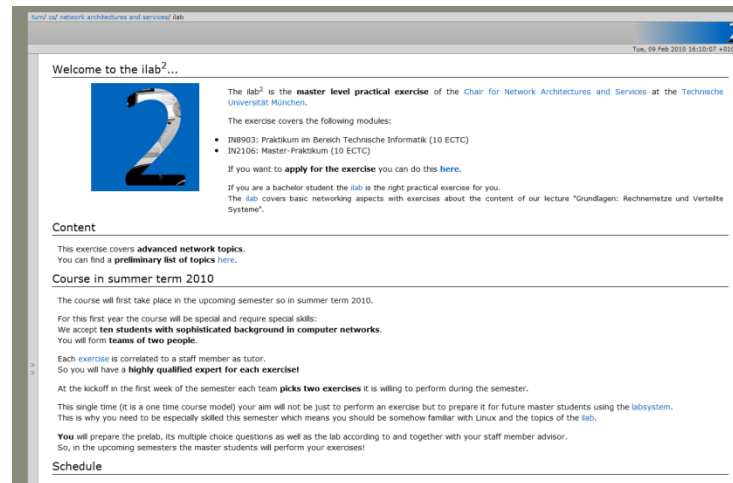 tum/ cs/ network architectures and services/ ilab
2
Tue, 09 Feb 2010 16:10:07 +010
Welcome to the ilab2...
2
The ilab2 is the master level practical exercise of the Chair for Network Architectures and Services at the Technische
Universität München.
The exercise covers the following modules:
• IN8903: Praktikum im Bereich Technische Informatik (10 ECTC)
• IN2106: Master-Praktikum (10 ECTC)
If you want to apply for the exercise you can do this here.
If you are a bachelor student the ilab is the right practical exercise for you.
The ilab covers basic networking aspects with exercises about the content of our lecture "Grundlagen: Rechnernetze und Verteilte
Systeme".
Content
This exercise covers advanced network topics.
You can find a preliminary list of topics here.
Course in summer term 2010
The course will first take place in the upcoming semester so in summer term 2010.
For this first year the course will be special and require special skills:
We accept ten students with sophisticated background in computer networks.
You will form teams of two people.
Each exercise is correlated to a staff member as tutor.
So you will have a highly qualified expert for each exercise!
>
>
At the kickoff in the first week of the semester each team picks two exercises it is willing to perform during the semester.
This single time (it is a one time course model) your aim will not be just to perform an exercise but to prepare it for future master students using the labsystem.
This is why you need to be especially skilled this semester which means you should be somehow familiar with Linux and the topics of the ilab.
You will prepare the prelab, its multiple choice questions as well as the lab according to and together with your staff member advisor.
So, in the upcoming semesters the master students will perform your exercises!
Schedule